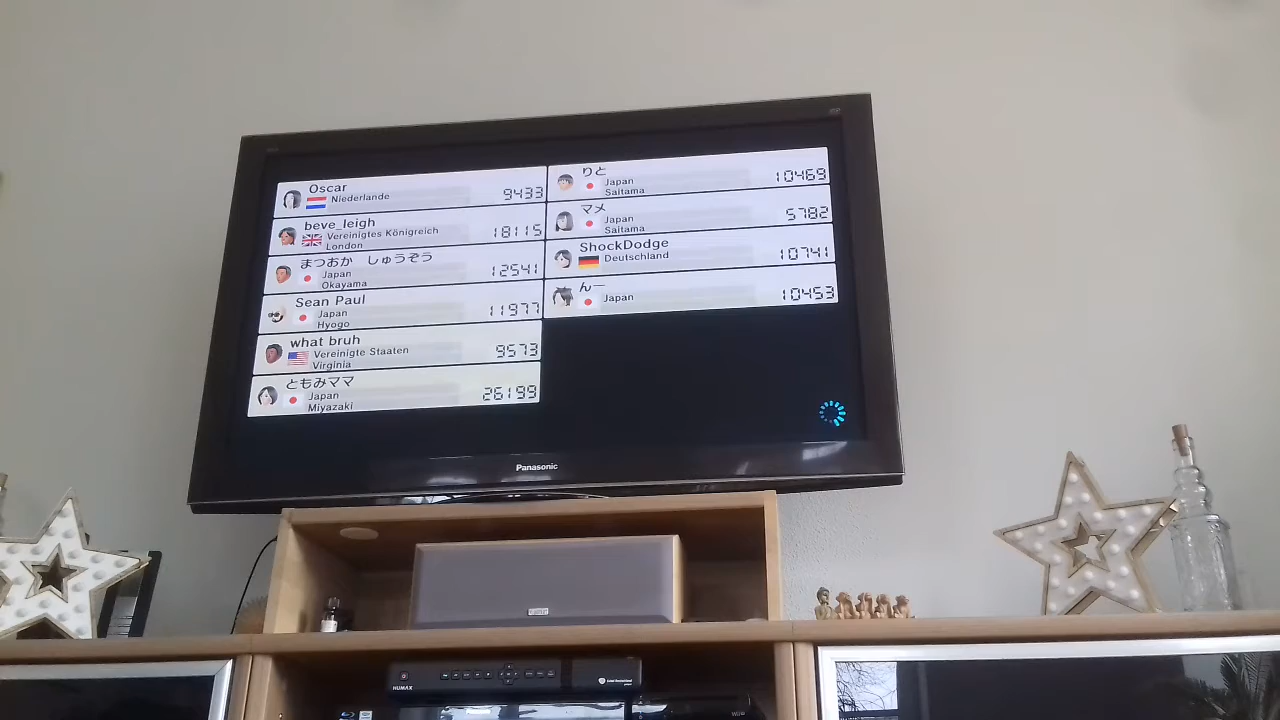 Oscar
Niederlande
9433
beve_leigh
Vereinigtes Königreich
London
18115
まつおか しゅうぞう
Japan
Okayama
12541
Sean Paul
Japan
Hyogo
11977
what bruh
Vereinigte Staaten
Virginia
9573
ともみママ
Japan
Miyazaki
26199
りと
Japan
Saitama
10469
マメ
Japan
Saitama
5782
ShockDodge
Deutschland
10741
んー
Japan
10453
Panasonic
HUMAX